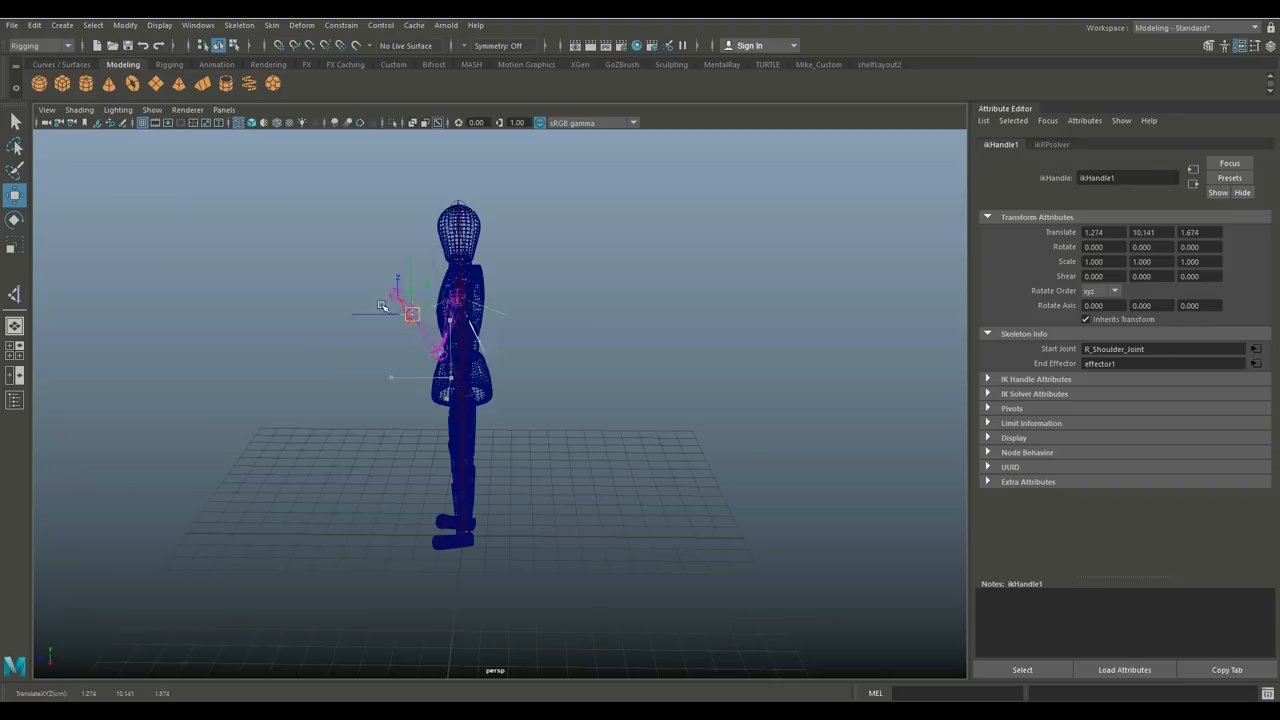 File Edit Create Select Modify Display Windows Skeleton Skin Deform Constrain Control Cache Arnold Help
Workspace: Modeling - Standard*
Rigging No Live Surface Symmetry: Off Sign In
Curves / Surfaces Modeling Rigging Animation Rendering FX FX Caching Custom Bifrost MASH Motion Graphics XGen GoZBrush Sculpting MentalRay TURTLE Mike_Custom shelfLayout2
View Shading Lighting Show Renderer Panels
0.00 1.00 sRGB gamma
persp
Attribute Editor
List Selected Focus Attributes Show Help
ikHandle1 ikRPsolver
Focus
ikHandle: ikHandle1 Presets
Show Hide
Transform Attributes
Translate 1.274 10.141 1.674
Rotate 0.000 0.000 0.000
Scale 1.000 1.000 1.000
Shear 0.000 0.000 0.000
Rotate Order xyz
Rotate Axis 0.000 0.000 0.000
Inherits Transform
Skeleton Info
Start Joint R_Shoulder_Joint
End Effector effector1
IK Handle Attributes
IK Solver Attributes
Pivots
Limit Information
Display
Node Behavior
UUID
Extra Attributes
Notes: ikHandle1
Select Load Attributes Copy Tab
TranslateXYZ(cm): 1.274 10.141 1.674 MEL